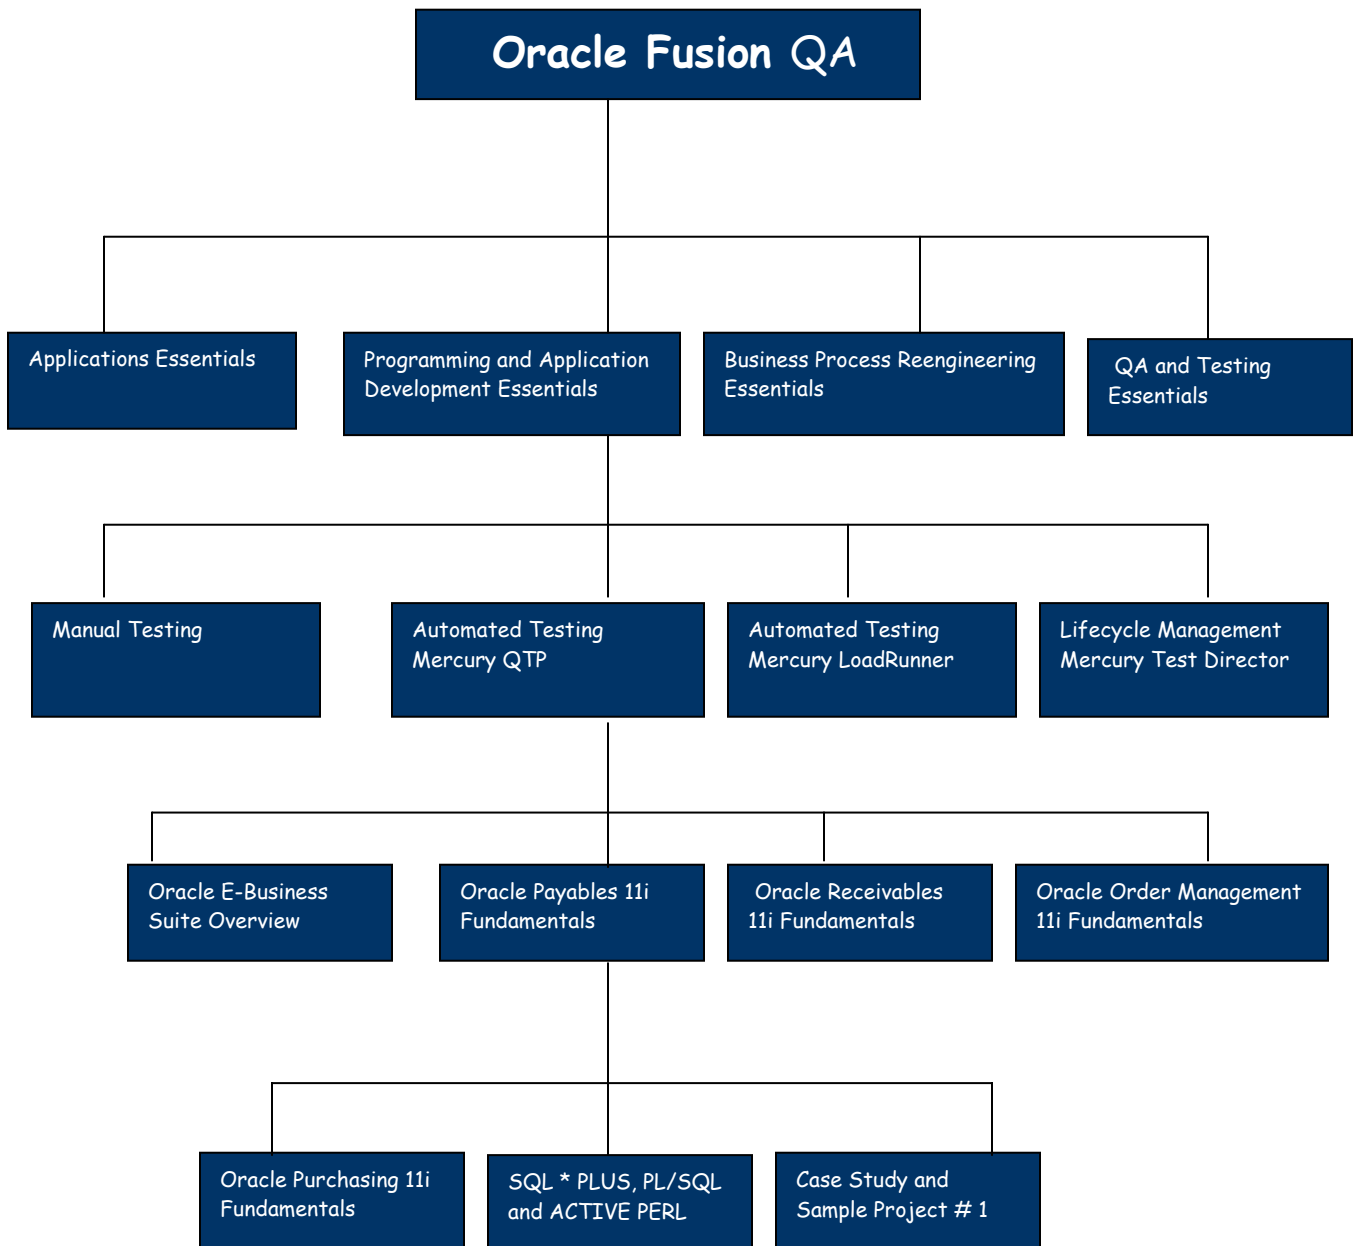 Oracle Fusion QA
Applications Essentials
Programming and Application
Development Essentials
Business Process Reengineering
Essentials
QA and Testing
Essentials
Manual Testing
Automated Testing
Mercury QTP
Automated Testing
Mercury LoadRunner
Lifecycle Management
Mercury Test Director
Oracle E-Business
Suite Overview
Oracle Payables 11i
Fundamentals
Oracle Receivables
11i Fundamentals
Oracle Order Management
11i Fundamentals
Oracle Purchasing 11i
Fundamentals
SQL * PLUS, PL/SQL
and ACTIVE PERL
Case Study and
Sample Project # 1